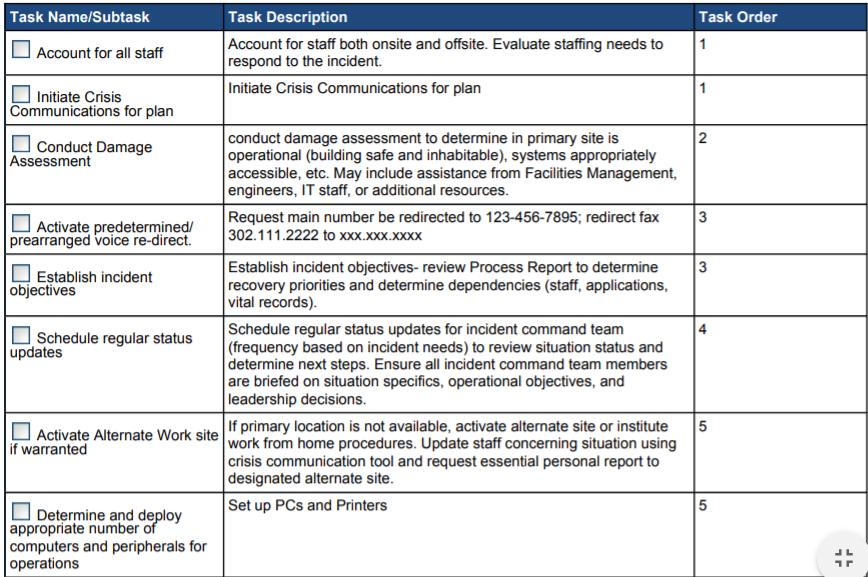 Task Name/Subtask Task Description Task Order
Account for all staff
Account for staff both onsite and offsite. Evaluate staffing needs to
respond to the incident.
1
Initiate Crisis
Communications for plan
Initiate Crisis Communications for plan
1
Conduct Damage
Assessment
conduct damage assessment to determine in primary site is
operational (building safe and inhabitable), systems appropriately
accessible, etc. May include assistance from Facilities Management,
engineers, IT staff, or additional resources.
2
Activate predetermined/
prearranged voice re-direct.
Request main number be redirected to 123-456-7895; redirect fax
302.111.2222 to xxx.xxx.xxxx
3
Establish incident
objectives
Establish incident objectives- review Process Report to determine
recovery priorities and determine dependencies (staff, applications,
vital records).
3
Schedule regular status
updates
Schedule regular status updates for incident command team
(frequency based on incident needs) to review situation status and
determine next steps. Ensure all incident command team members
are briefed on situation specifics, operational objectives, and
leadership decisions.
4
Activate Alternate Work site
if warranted
If primary location is not available, activate alternate site or institute
work from home procedures. Update staff concerning situation using
crisis communication tool and request essential personal report to
designated alternate site.
5
Determine and deploy
appropriate number of
computers and peripherals for
operations
Set up PCs and Printers
5